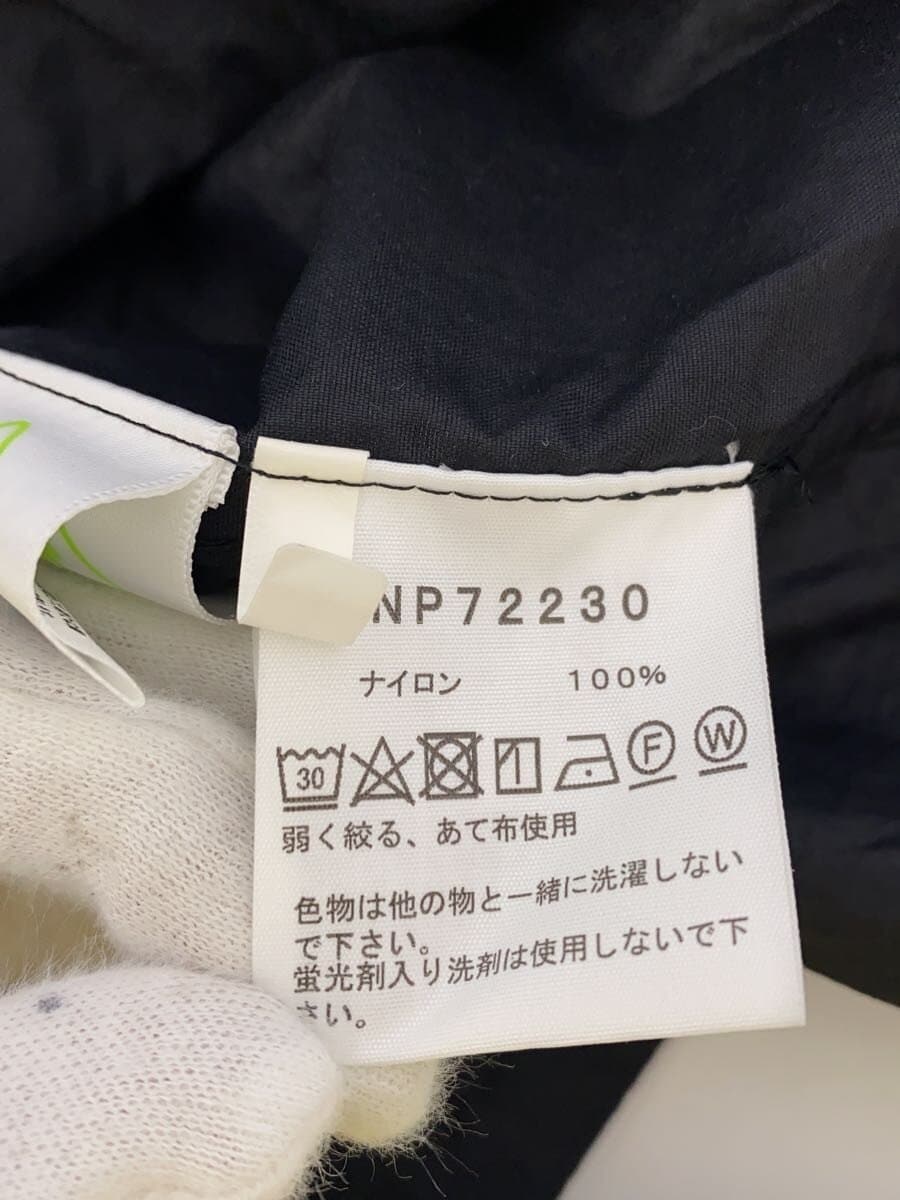 NP72230
ナイロン 100%
30
F
W
弱く絞る、あて布使用
色物は他の物と一緒に洗濯しない
で下さい。
蛍光剤入り洗剤は使用しないで下
さい。